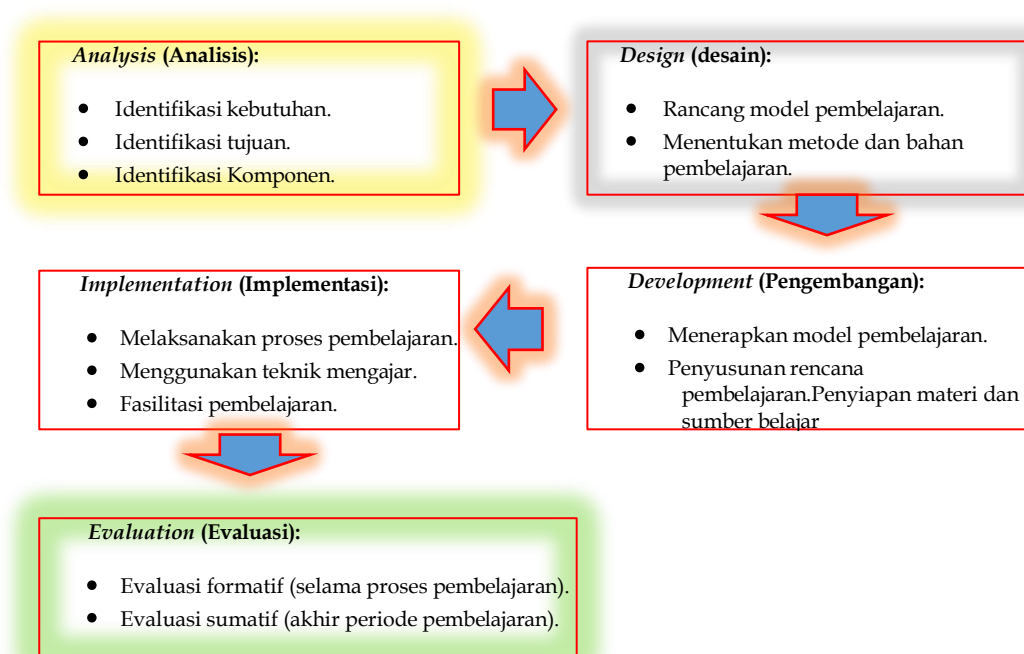 Analysis (Analisis):
• Identifikasi kebutuhan.
• Identifikasi tujuan.
• Identifikasi Komponen.
Design (desain):
• Rancang model pembelajaran.
• Menentukan metode dan bahan
pembelajaran.
Development (Pengembangan):
• Menerapkan model pembelajaran.
• Penyusunan rencana
pembelajaran.Penyiapan materi dan
sumber belajar
Implementation (Implementasi):
• Melaksanakan proses pembelajaran.
• Menggunakan teknik mengajar.
• Fasilitasi pembelajaran.
Evaluation (Evaluasi):
• Evaluasi formatif (selama proses pembelajaran).
• Evaluasi sumatif (akhir periode pembelajaran).